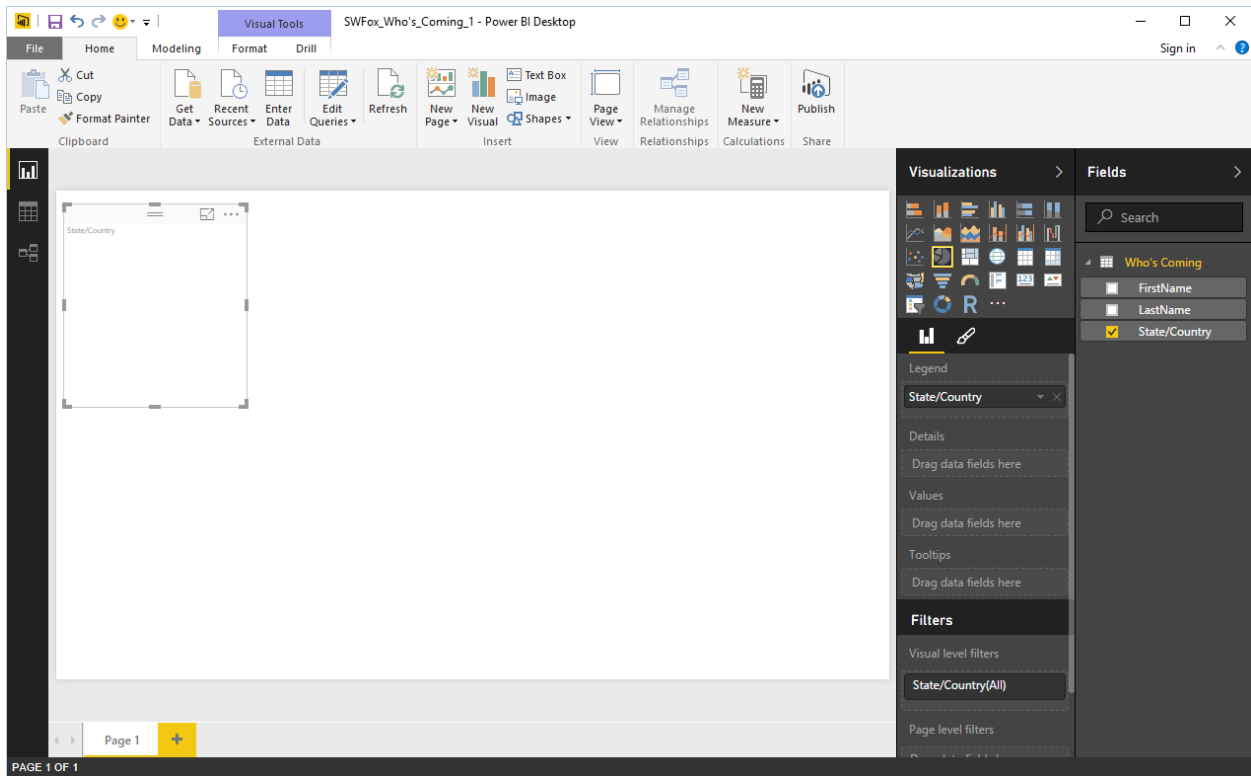 Visual Tools
SWFox_Who's_Coming_1 - Power BI Desktop
File
Home
Modeling
Format
Drill
Sign in
Paste
Cut
Copy
Format Painter
Clipboard
Get Data
Recent Sources
Enter Data
Edit Queries
Refresh
External Data
New Page
New Visual
Text Box
Image
Shapes
Insert
Page View
View
Manage Relationships
Relationships
New Measure
Calculations
Publish
Share
State/Country
Visualizations
123
R
Legend
State/Country
Details
Drag data fields here
Values
Drag data fields here
Tooltips
Drag data fields here
Filters
Visual level filters
State/Country(All)
Page level filters
Fields
Search
Who's Coming
FirstName
LastName
State/Country
Page 1
PAGE 1 OF 1